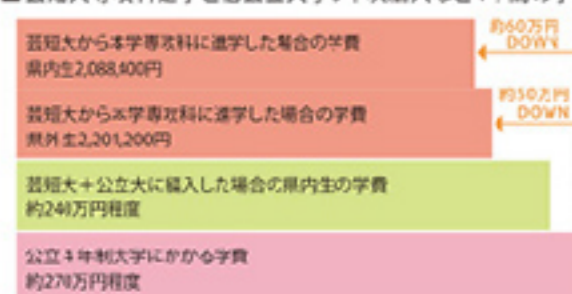 芸短大から本学専攻科に進学した場合の学費
県内生2,088,400円
約60万円
DOWN
芸短大から本学専攻科に進学した場合の学費
県外生2,201,200円
約50万円
DOWN
芸短大＋公立大に編入した場合の県内生の学費
約240万円程度
公立4年制大学にかかる学費
約270万円程度